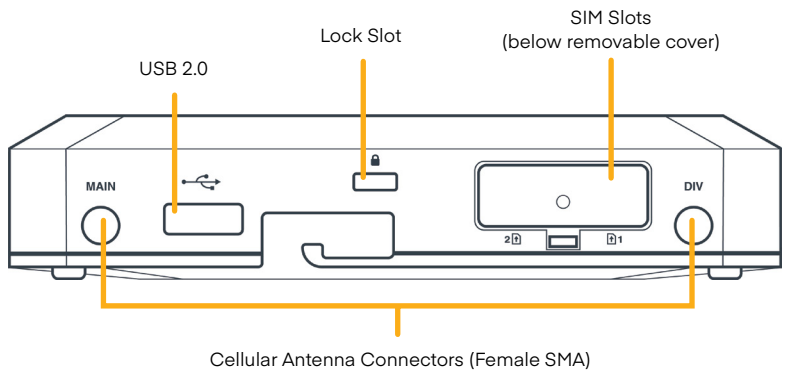 SIM Slots
(below removable cover)
Lock Slot
USB 2.0
MAIN
DIV
2
1
Cellular Antenna Connectors (Female SMA)